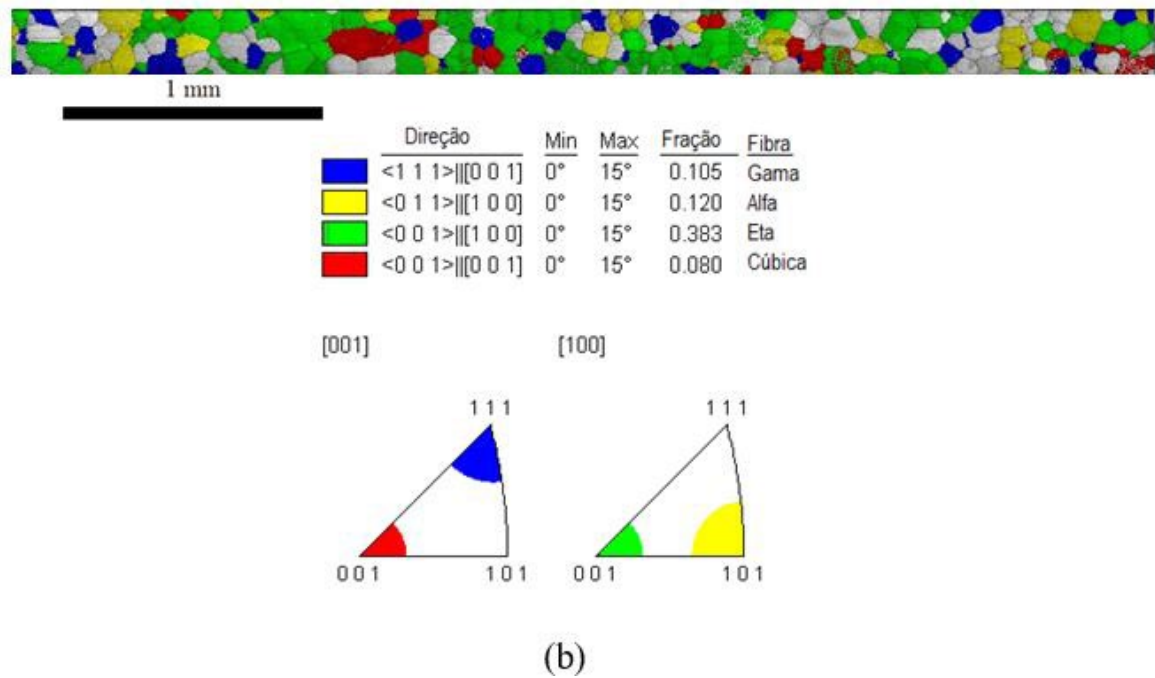 1 mm
Direção Min Max Fração Fibra
<1 1 1>||[0 0 1] 0° 15° 0.105 Gama
<0 1 1>||[1 0 0] 0° 15° 0.120 Alfa
<0 0 1>||[1 0 0] 0° 15° 0.383 Eta
<0 0 1>||[0 0 1] 0° 15° 0.080 Cúbica
[001] [100]
1 1 1 1 1 1
0 0 1 1 0 1 0 0 1 1 0 1
(b)